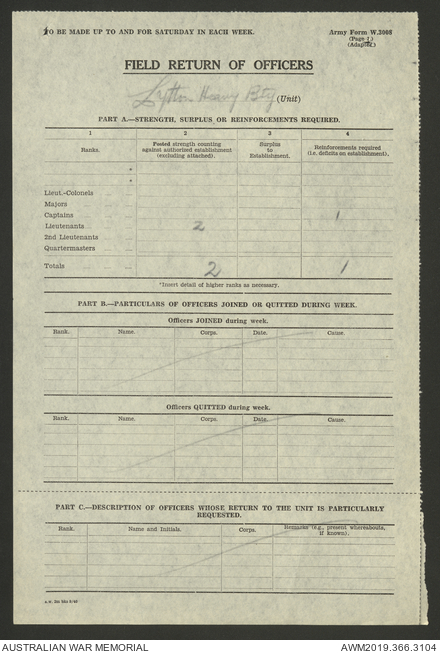 TO BE MADE UP TO AND FOR SATURDAY IN EACH WEEK.
Army Form W.3008
(Page 1)
(Adapted)
FIELD RETURN OF OFFICERS
Lytton Heavy Bty (Unit)
PART A.—STRENGTH, SURPLUS OR REINFORCEMENTS REQUIRED.
1 2 3 4
Ranks. Posted strength counting against authorized establishment (excluding attached). Surplus to Establishment. Reinforcements required (i.e. deficits on establishment).
*
*
Lieut.-Colonels
Majors
Captains 1
Lieutenants 2
2nd Lieutenants
Quartermasters
Totals 2 1
*Insert detail of higher ranks as necessary.
PART B.—PARTICULARS OF OFFICERS JOINED OR QUITTED DURING WEEK.
Officers JOINED during week.
Rank. Name. Corps. Date. Cause.
Officers QUITTED during week.
Rank. Name. Corps. Date. Cause.
PART C.—DESCRIPTION OF OFFICERS WHOSE RETURN TO THE UNIT IS PARTICULARLY
REQUESTED.
Rank. Name and Initials. Corps. Remarks (e.g., present whereabouts, if known).
AUSTRALIAN WAR MEMORIAL
AWM2019.366.3104